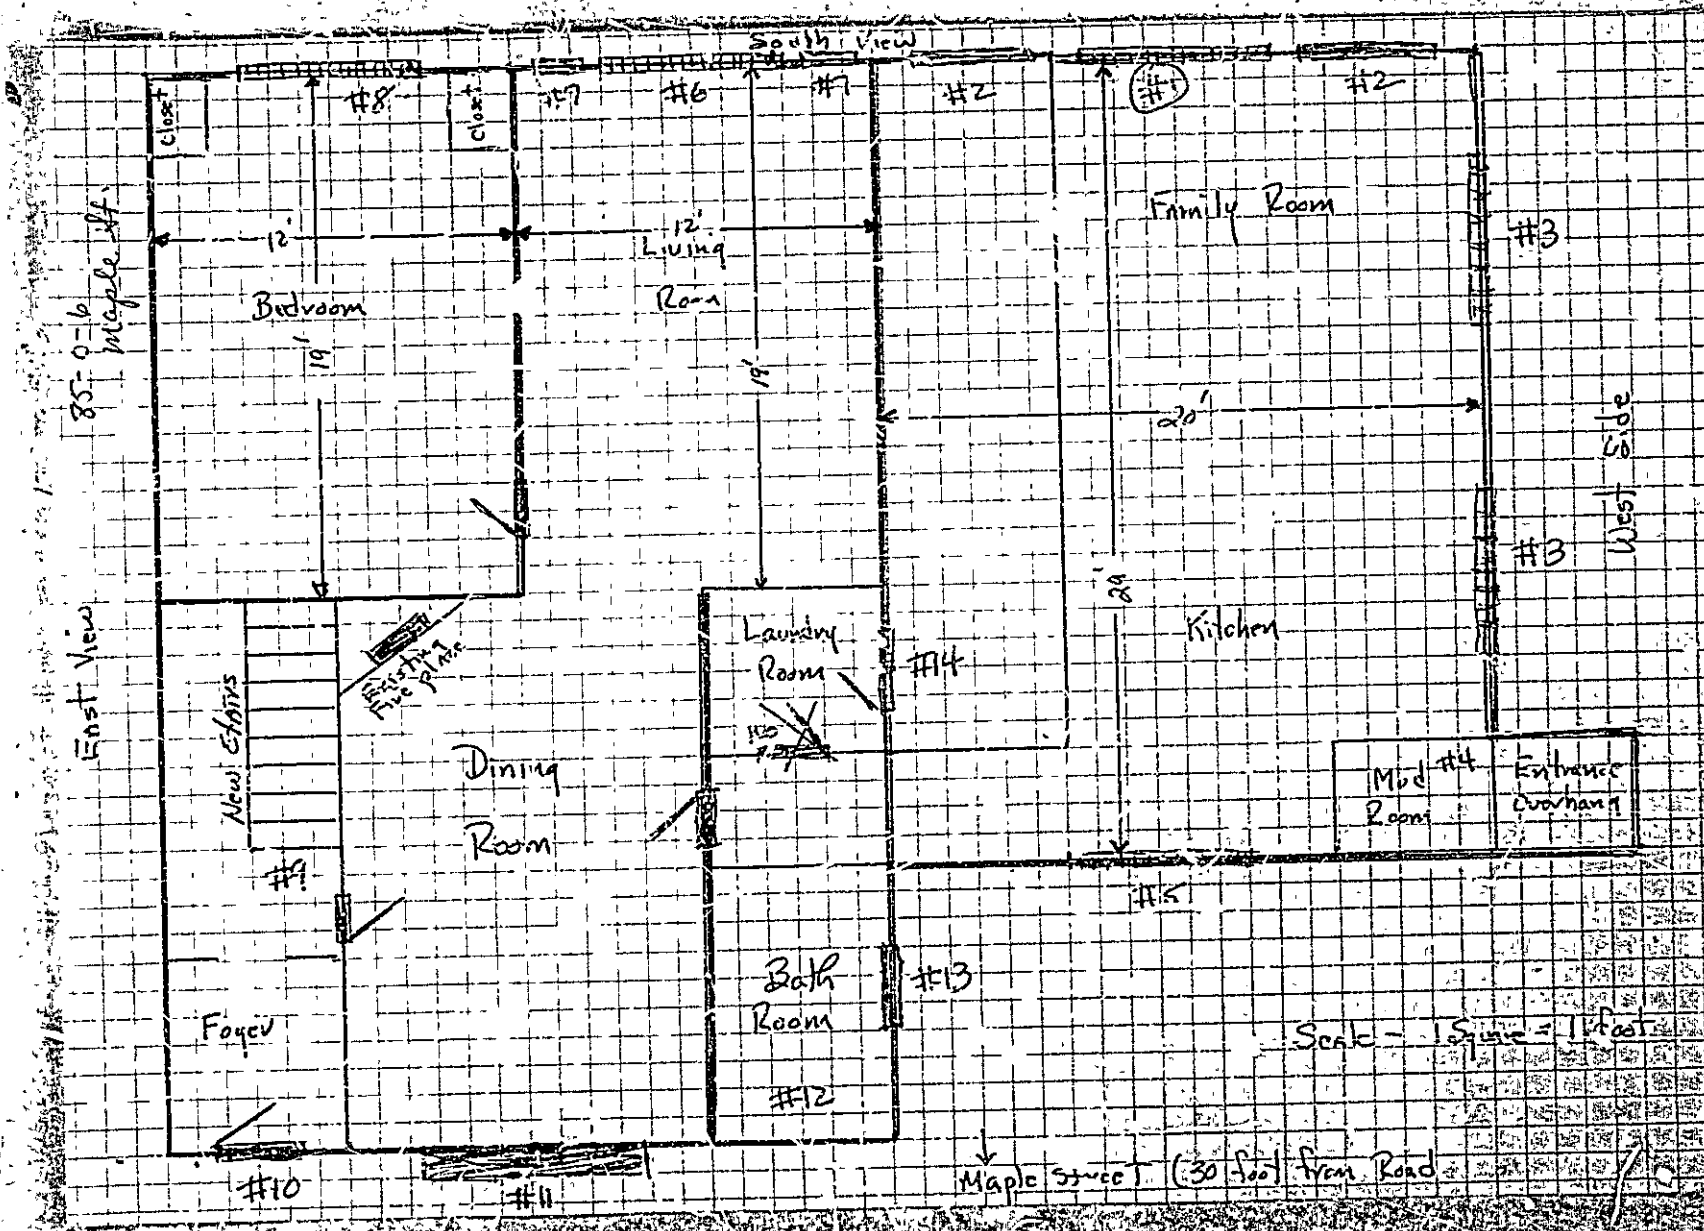 South View
closet
#8
closet
#7
#6
#7
#2
#1
#2
85-0-6
Maple St.
Family Room
#3
12'
12'
Living
Room
Bedroom
19'
19'
20'
West Side
#3
29'
Kitchen
East View
Laundry
Room
#14
Existing
Fire place
New Stairs
Dining
Room
Mud #4
Room
Entrance
Overhang
#9
#5
Bath
Room
#13
Foyer
Scale - 1 Square = 1 foot
#12
#10
#11
Maple Street (30 foot from Road